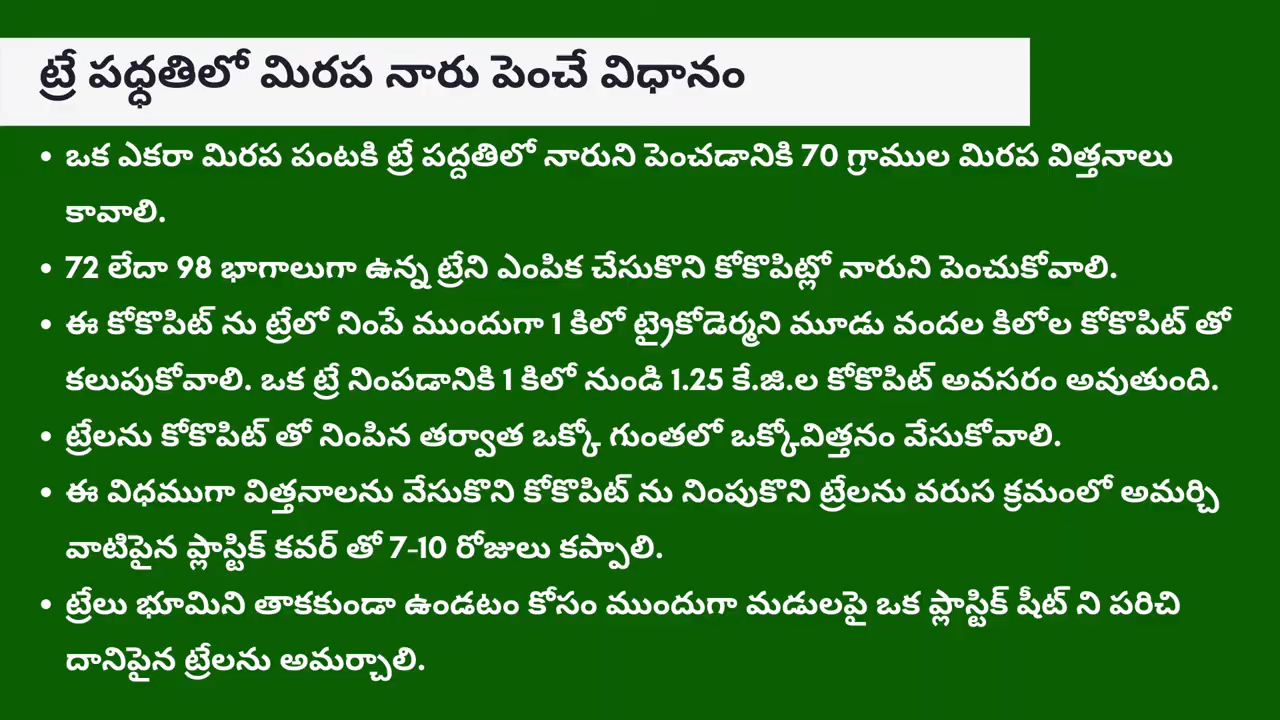 ట్రే పధ్ధతిలో మిరప నారు పెంచే విధానం
• ఒక ఎకరా మిరప పంటకి ట్రే పద్దతిలో నారుని పెంచడానికి 70 గ్రాముల మిరప విత్తనాలు
కావాలి.
• 72 లేదా 98 భాగాలుగా ఉన్న ట్రేని ఎంపిక చేసుకొని కోకొపిట్లో నారుని పెంచుకోవాలి.
• ఈ కోకొపిట్ ను ట్రేలో నింపే ముందుగా 1 కిలో ట్రైకోడెర్మని మూడు వందల కిలోల కోకొపిట్ తో
కలుపుకోవాలి. ఒక ట్రే నింపడానికి 1 కిలో నుండి 1.25 కే.జి.ల కోకొపిట్ అవసరం అవుతుంది.
• ట్రేలను కోకొపిట్ తో నింపిన తర్వాత ఒక్కో గుంతలో ఒక్కోవిత్తనం వేసుకోవాలి.
• ఈ విధముగా విత్తనాలను వేసుకొని కోకొపిట్ ను నింపుకొని ట్రేలను వరుస క్రమంలో అమర్చి
వాటిపైన ప్లాస్టిక్ కవర్ తో 7-10 రోజులు కప్పాలి.
• ట్రేలు భూమిని తాకకుండా ఉండటం కోసం ముందుగా మడులపై ఒక ప్లాస్టిక్ షీట్ ని పరిచి
దానిపైన ట్రేలను అమర్చాలి.